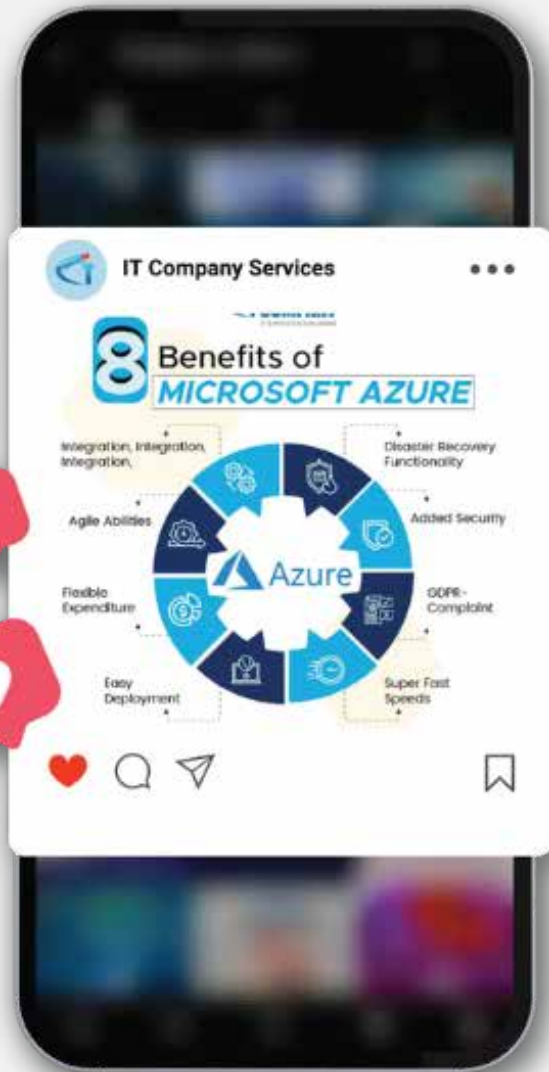 IT Company Services
8
Benefits of
MICROSOFT AZURE
Integration, Integration,
Integration,
Disaster Recovery
Functionality
Agile Abilities
Added Security
Azure
Flexible
Expenditure
GDPR-
Complaint
Easy
Deployment
Super Fast
Speeds